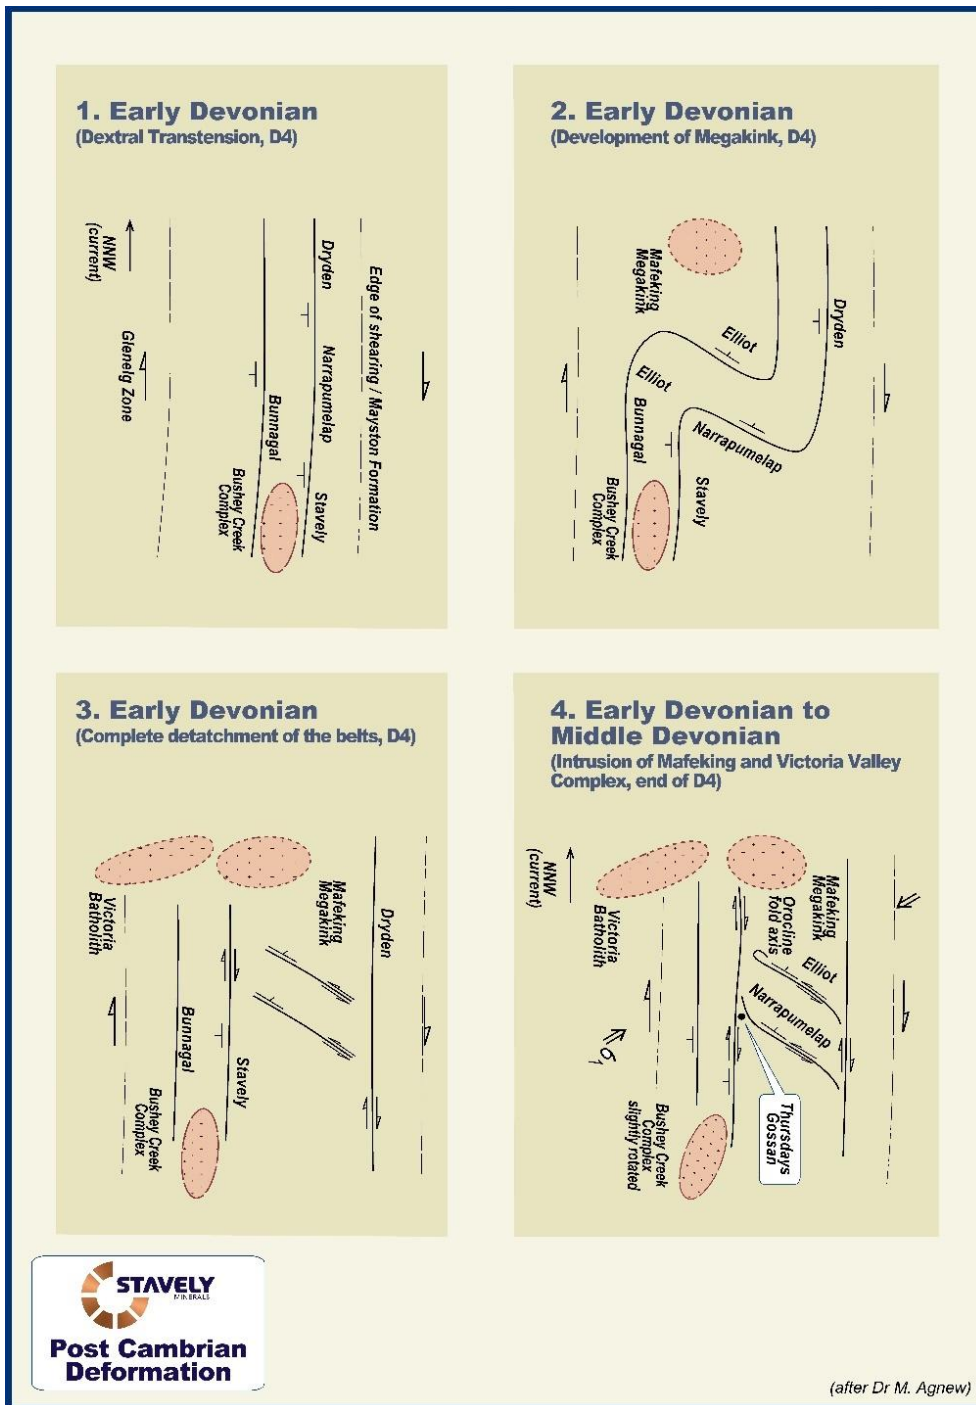 1. Early Devonian
(Dextral Transtension, D4)
NNW
(current)
Glenelg Zone
Dryden
Narrapumelap
Edge of shearing / Mayston Formation
Bunnagal
Stavely
Bushey Creek
Complex
2. Early Devonian
(Development of Megakink, D4)
Mafeking
Megakink
Dryden
Elliot
Elliot
Bunnagal
Narrapumelap
Stavely
Bushey Creek
Complex
3. Early Devonian
(Complete detatchment of the belts, D4)
Victoria
Batholith
Mafeking
Megakink
Dryden
Bunnagal
Stavely
Bushey Creek
Complex
4. Early Devonian to
Middle Devonian
(Intrusion of Mafeking and Victoria Valley
Complex, end of D4)
NNW
(current)
Victoria
Batholith
Mafeking
Megakink
Orocline
fold axis
Elliot
Narrapumelap
σ1
Thursdays
Gossan
Bushey Creek
Complex
slightly rotated
STAVELY
MINERALS
Post Cambrian
Deformation
(after Dr M. Agnew)